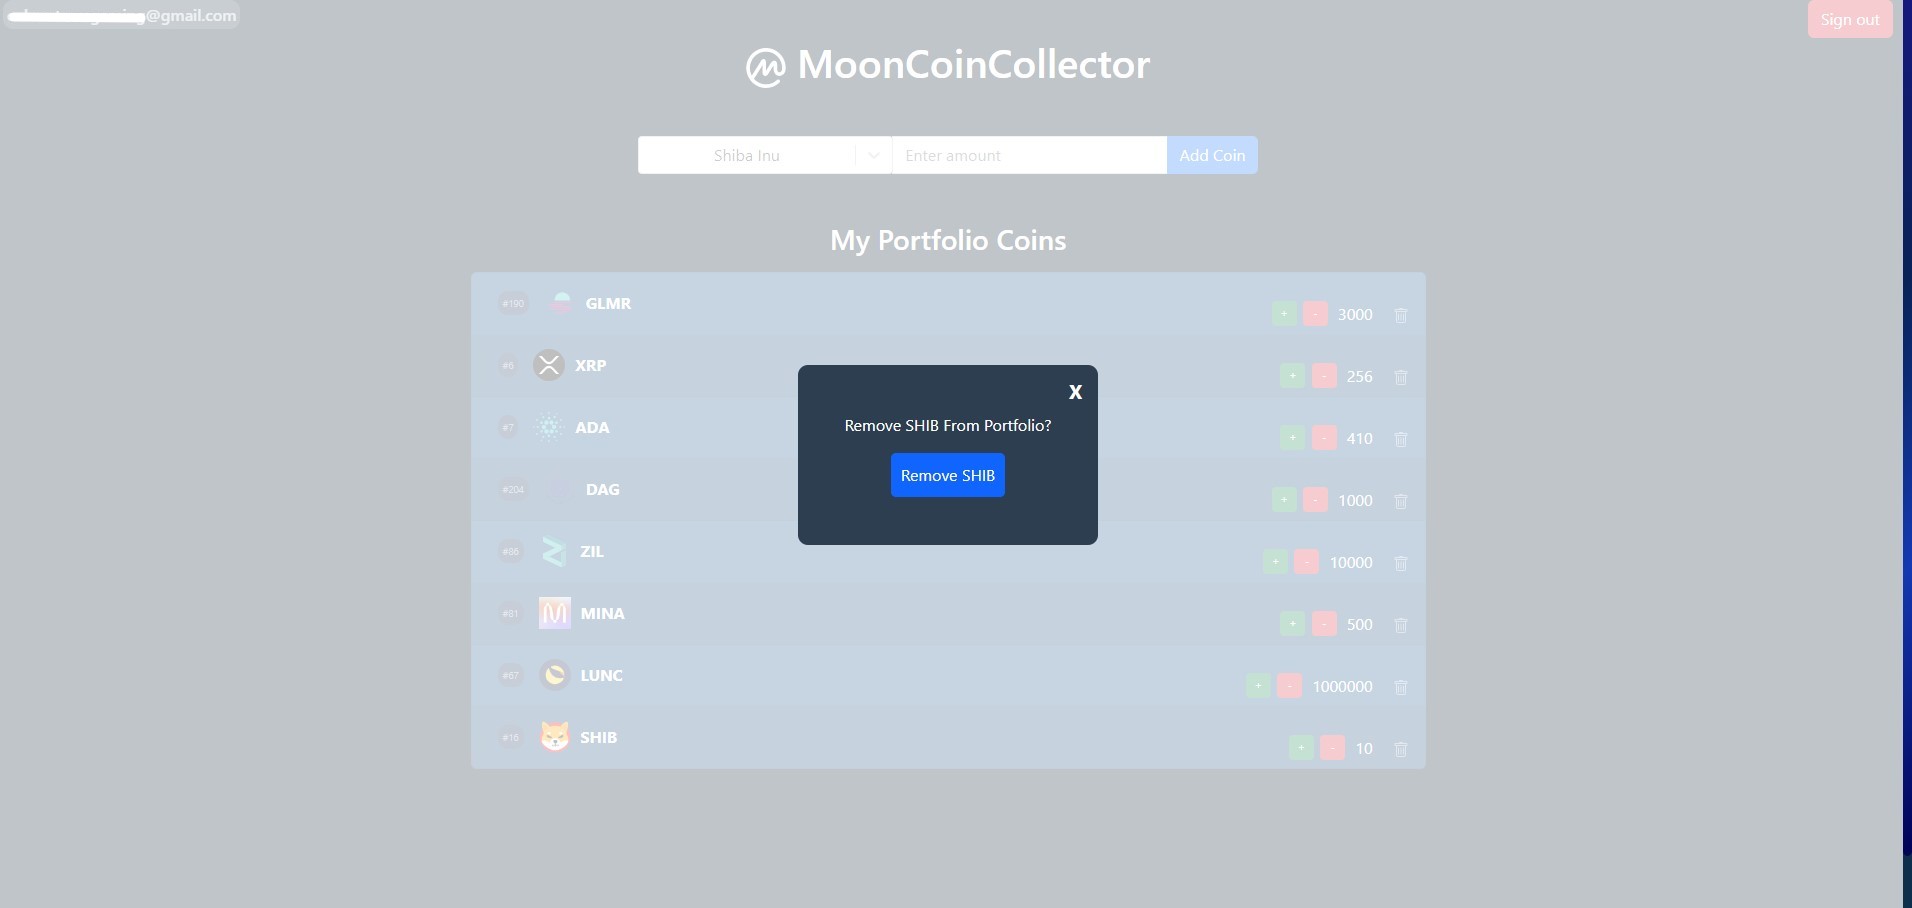 @gmail.com
Sign out
MoonCoinCollector
Shiba Inu
Enter amount
Add Coin
My Portfolio Coins
#190 GLMR + - 3000
#6 XRP + - 256
#7 ADA + - 410
#204 DAG + - 1000
#86 ZIL + - 10000
#81 MINA + - 500
#67 LUNC + - 1000000
#16 SHIB + - 10
X
Remove SHIB From Portfolio?
Remove SHIB